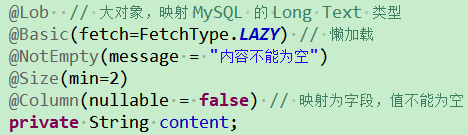 @Lob // 大对象，映射 MySQL 的 Long Text 类型
@Basic(fetch=FetchType.LAZY) // 懒加载
@NotEmpty(message = "内容不能为空")
@Size(min=2)
@Column(nullable = false) // 映射为字段，值不能为空
private String content;